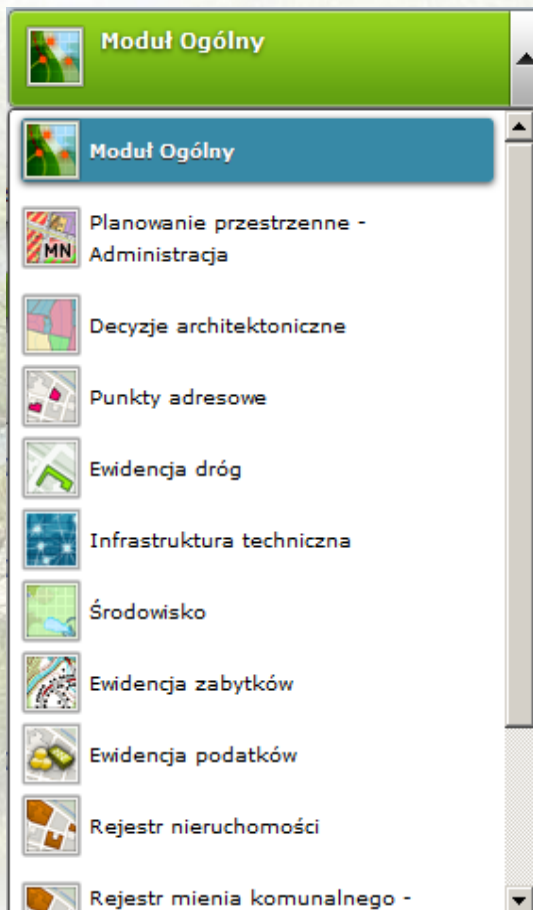 Moduł Ogólny
Moduł Ogólny
Planowanie przestrzenne -
Administracja
MN
Decyzje architektoniczne
Punkty adresowe
Ewidencja dróg
Infrastruktura techniczna
Środowisko
Ewidencja zabytków
Ewidencja podatków
Rejestr nieruchomości
Rejestr mienia komunalnego -